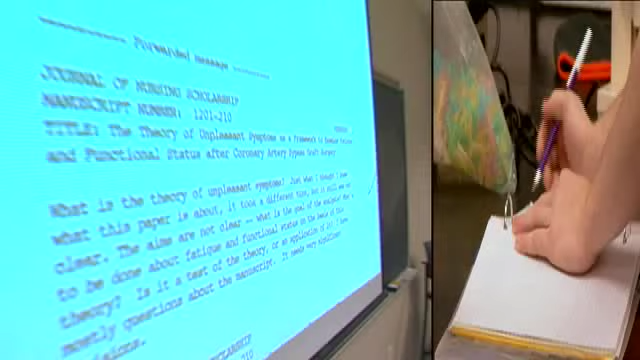 ---------- Forwarded message ----------
JOURNAL OF NURSING SCHOLARSHIP
MANUSCRIPT NUMBER: 1201-210
TITLE: The Theory of Unpleasant Symptoms as a Framework to
and Functional Status after Coronary Artery Bypass Graft Surgery
What is the theory of unpleasant symptoms? Just what I thought I knew
what this paper is about, it took a different turn, but it still was not
clear. The aims are not clear -- what is the goal of the
to be done about fatigue and functional status on the basis of this
theory? Is it a test of the theory, or an application of it? I have
mostly questions about the manuscript. It needs very significant